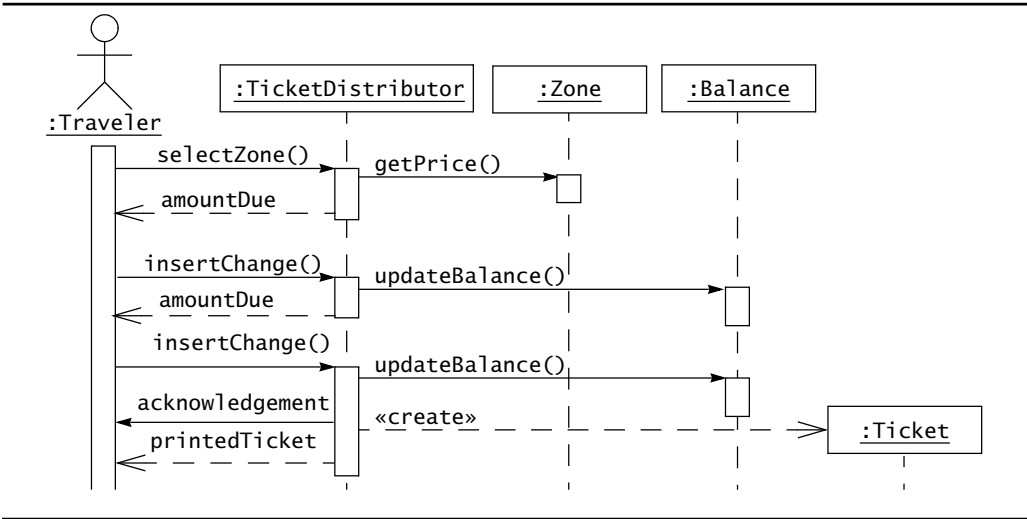 :TicketDistributor
:Zone
:Balance
:Traveler
selectZone()
getPrice()
amountDue
insertChange()
updateBalance()
amountDue
insertChange()
updateBalance()
acknowledgement
«create»
:Ticket
printedTicket